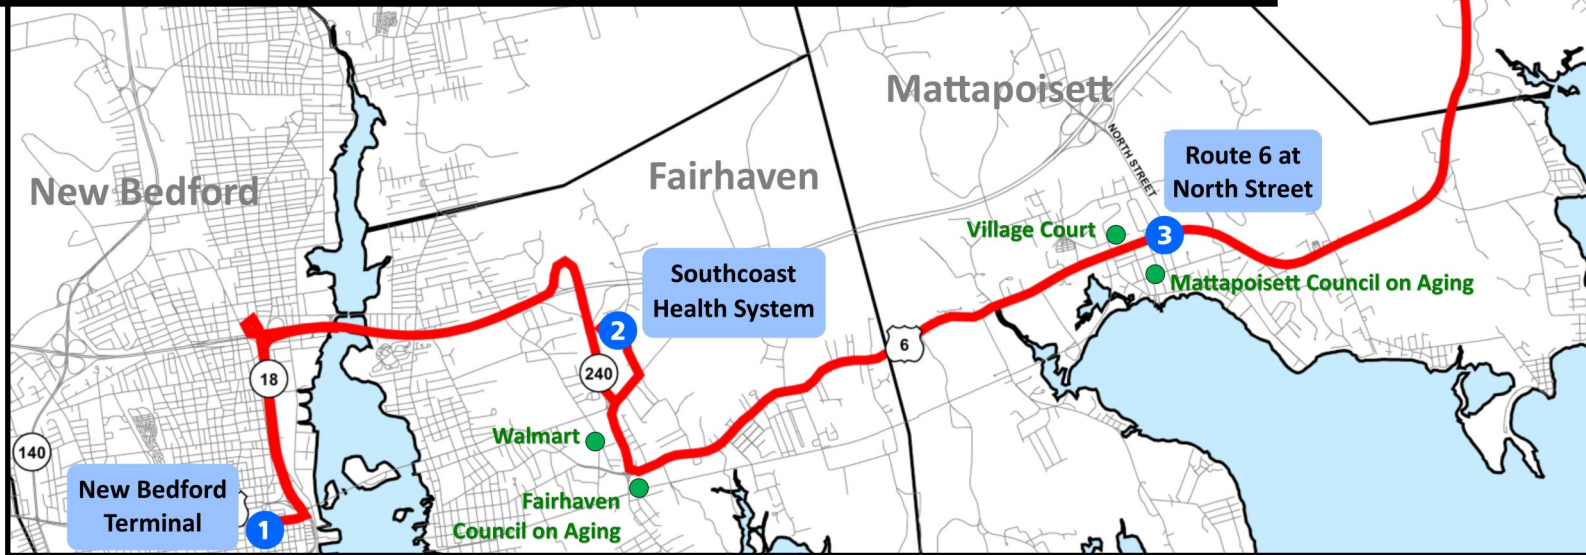 Mattapoisett
NORTH STREET
Route 6 at
North Street
New Bedford
Fairhaven
Village Court
3
Southcoast
Health System
Mattapoisett Council on Aging
2
6
18
240
Walmart
140
New Bedford
Terminal
1
Fairhaven
Council on Aging